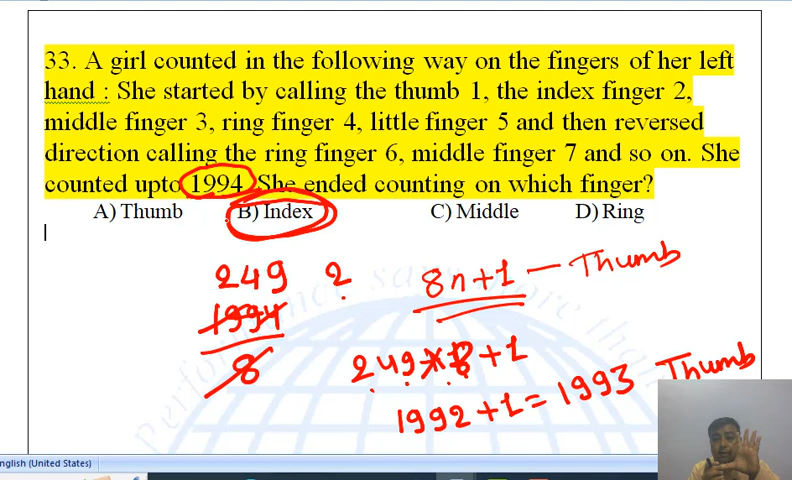 33. A girl counted in the following way on the fingers of her left
hand : She started by calling the thumb 1, the index finger 2,
middle finger 3, ring finger 4, little finger 5 and then reversed
direction calling the ring finger 6, middle finger 7 and so on. She
counted upto 1994. She ended counting on which finger?
A) Thumb B) Index C) Middle D) Ring
249 2 8n+1 — Thumb
1994
8
249×8+1
1992+1=1993 Thumb
nglish (United States)